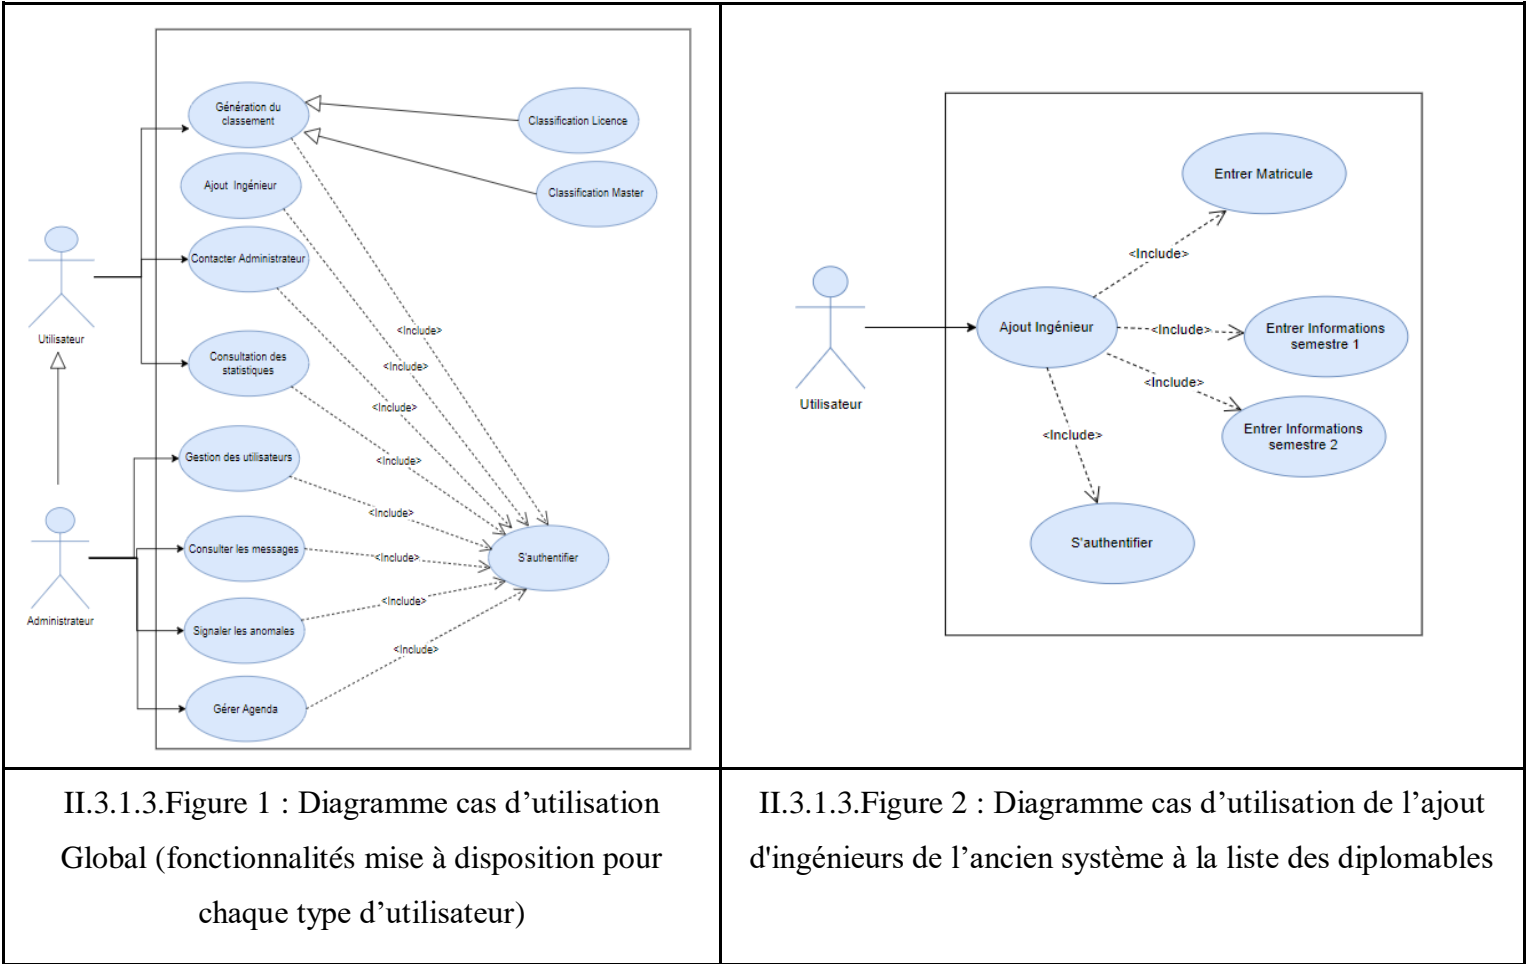 Génération du
classement
Classification Licence
Ajout Ingénieur
Classification Master
Contacter Administrateur
Utilisateur
<Include>
Consultation des
statistiques
<Include>
<Include>
Gestion des utilisateurs
<Include>
<Include>
Consulter les messages
<Include>
S'authentifier
Administrateur
Signaler les anomales
<Include>
<Include>
Gérer Agenda
Entrer Matricule
<Include>
Utilisateur
Ajout Ingénieur
<Include>
Entrer Informations
semestre 1
<Include>
Entrer Informations
semestre 2
<Include>
S'authentifier
II.3.1.3.Figure 1 : Diagramme cas d’utilisation
Global (fonctionnalités mise à disposition pour
chaque type d’utilisateur)
II.3.1.3.Figure 2 : Diagramme cas d’utilisation de l’ajout
d'ingénieurs de l’ancien système à la liste des diplomables